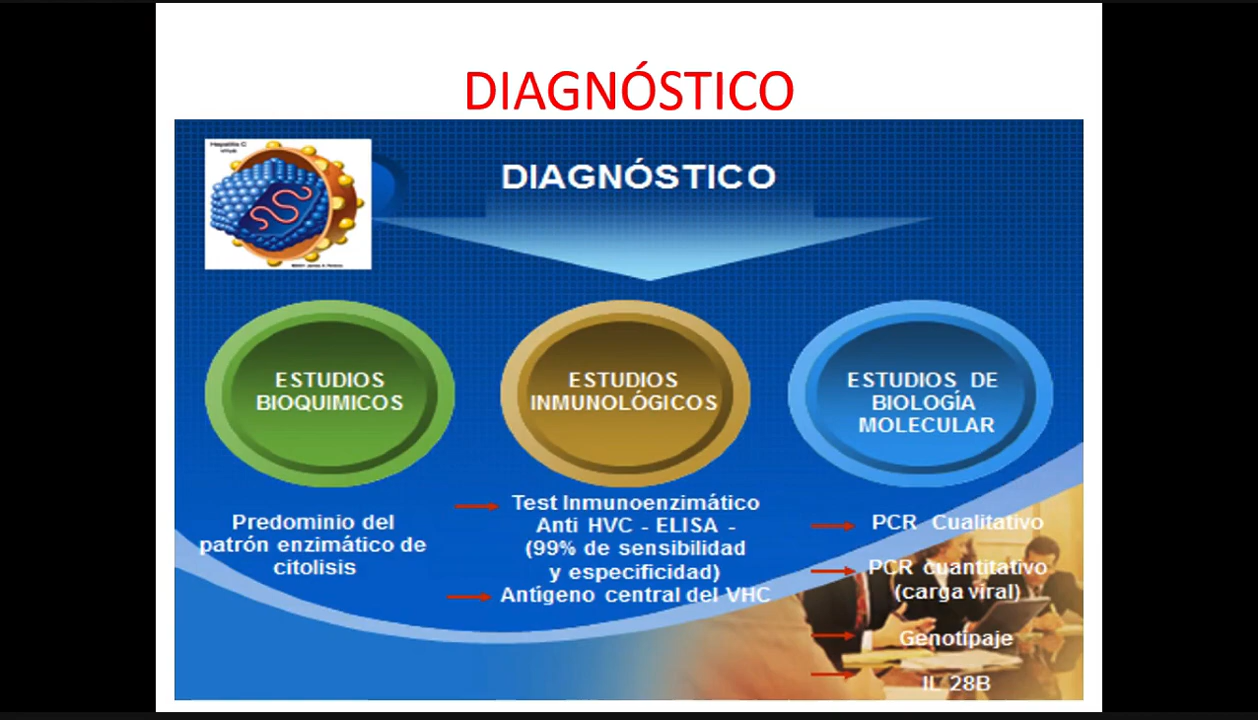 DIAGNÓSTICO
Hepatitis C
virus
DIAGNÓSTICO
ESTUDIOS
BIOQUIMICOS
ESTUDIOS
INMUNOLÓGICOS
ESTUDIOS DE
BIOLOGÍA
MOLECULAR
Predominio del
patrón enzimático de
citolisis
Test Inmunoenzimático
Anti HVC - ELISA -
(99% de sensibilidad
y especificidad)
Antigeno central del VHC
PCR Cualitativo
PCR cuantitativo
(carga viral)
Genotipaje
IL 28B